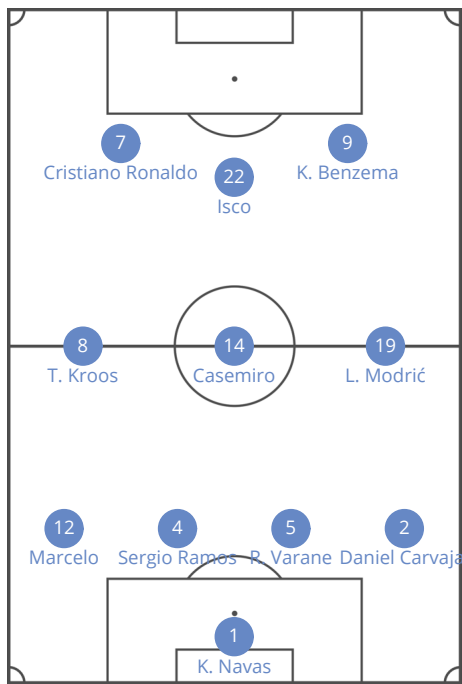 7
Cristiano Ronaldo
9
K. Benzema
22
Isco
8
T. Kroos
14
Casemiro
19
L. Modrić
12
Marcelo
4
Sergio Ramos
5
R. Varane
2
Daniel Carvaja
1
K. Navas